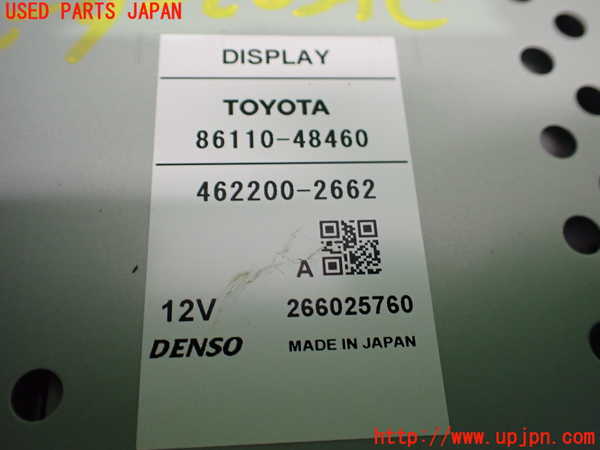 USED PARTS JAPAN
DISPLAY
TOYOTA
86110-48460
462200-2662
A
12V 266025760
DENSO MADE IN JAPAN
http://www.upjpn.com/